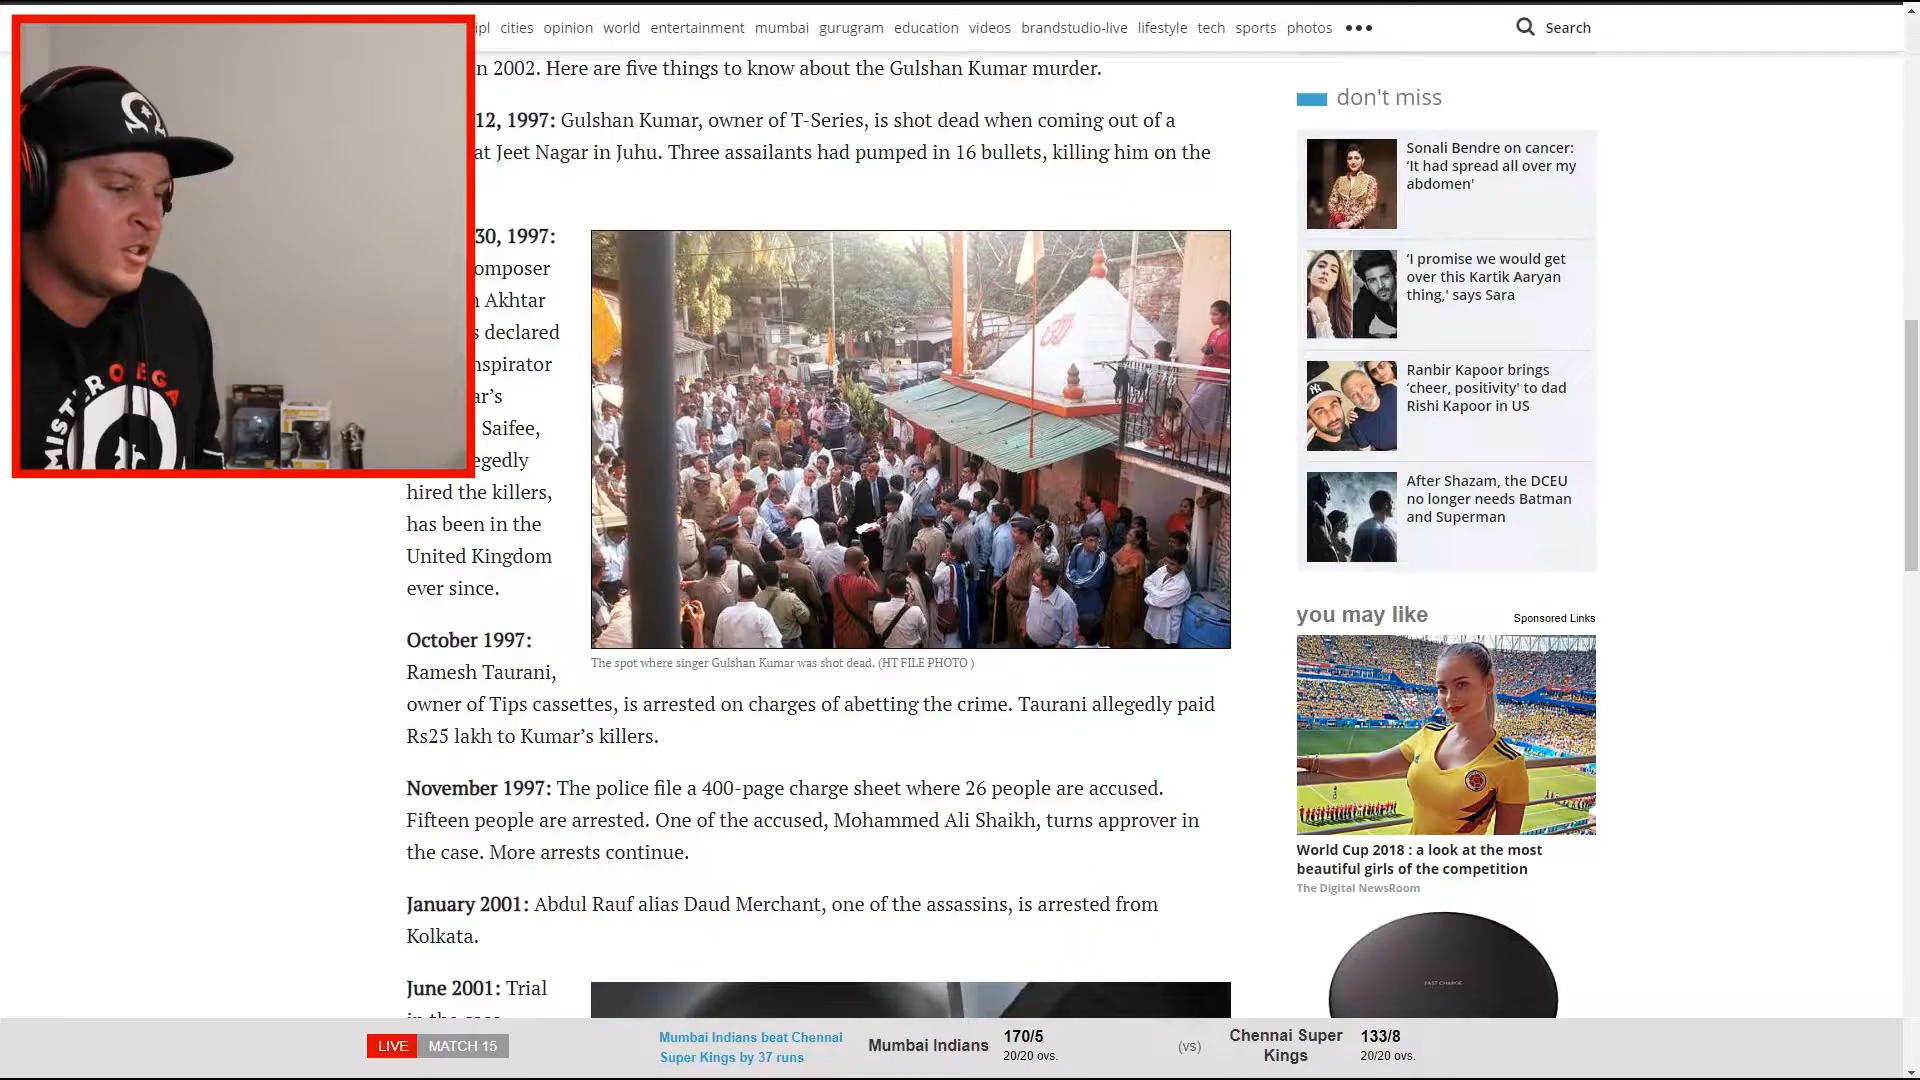 ipl cities opinion world entertainment mumbai gurugram education videos brandstudio-live lifestyle tech sports photos ••• Search
n 2002. Here are five things to know about the Gulshan Kumar murder.
12, 1997: Gulshan Kumar, owner of T-Series, is shot dead when coming out of a
at Jeet Nagar in Juhu. Three assailants had pumped in 16 bullets, killing him on the
30, 1997:
omposer
Akhtar
declared
nspirator
ar's
Saifee,
egedly
hired the killers,
has been in the
United Kingdom
ever since.
The spot where singer Gulshan Kumar was shot dead. (HT FILE PHOTO )
October 1997:
Ramesh Taurani,
owner of Tips cassettes, is arrested on charges of abetting the crime. Taurani allegedly paid
Rs25 lakh to Kumar's killers.
November 1997: The police file a 400-page charge sheet where 26 people are accused.
Fifteen people are arrested. One of the accused, Mohammed Ali Shaikh, turns approver in
the case. More arrests continue.
January 2001: Abdul Rauf alias Daud Merchant, one of the assassins, is arrested from
Kolkata.
June 2001: Trial
don't miss
Sonali Bendre on cancer:
‘It had spread all over my
abdomen'
‘I promise we would get
over this Kartik Aaryan
thing,' says Sara
Ranbir Kapoor brings
‘cheer, positivity' to dad
Rishi Kapoor in US
After Shazam, the DCEU
no longer needs Batman
and Superman
you may like
Sponsored Links
World Cup 2018 : a look at the most
beautiful girls of the competition
The Digital NewsRoom
FAST CHARGE
LIVE MATCH 15
Mumbai Indians beat Chennai
Super Kings by 37 runs
Mumbai Indians
170/5
20/20 ovs.
(vs)
Chennai Super
Kings
133/8
20/20 ovs.